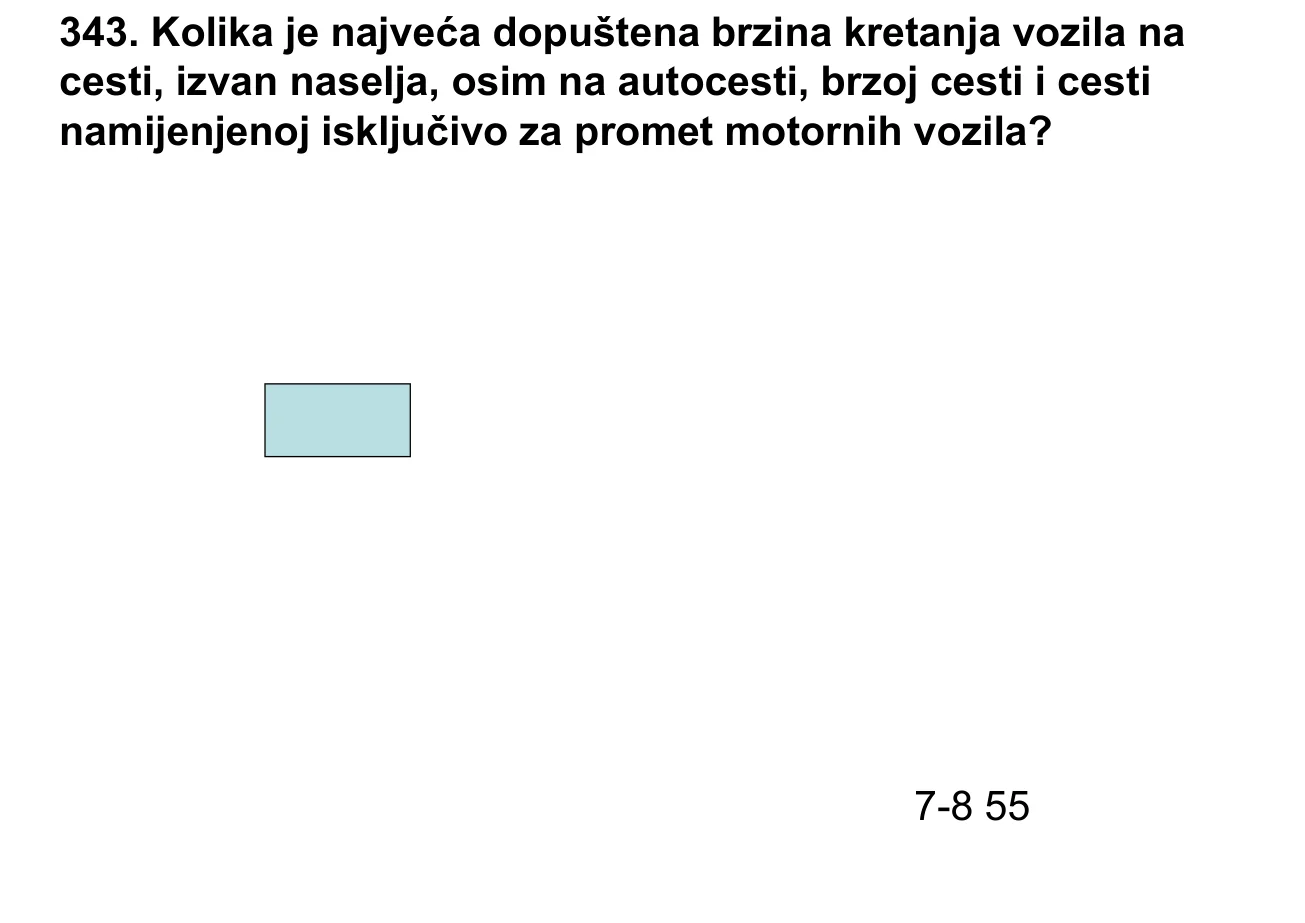 343. Kolika je najveća dopuštena brzina kretanja vozila na
cesti, izvan naselja, osim na autocesti, brzoj cesti i cesti
namijenjenoj isključivo za promet motornih vozila?
7-8 55